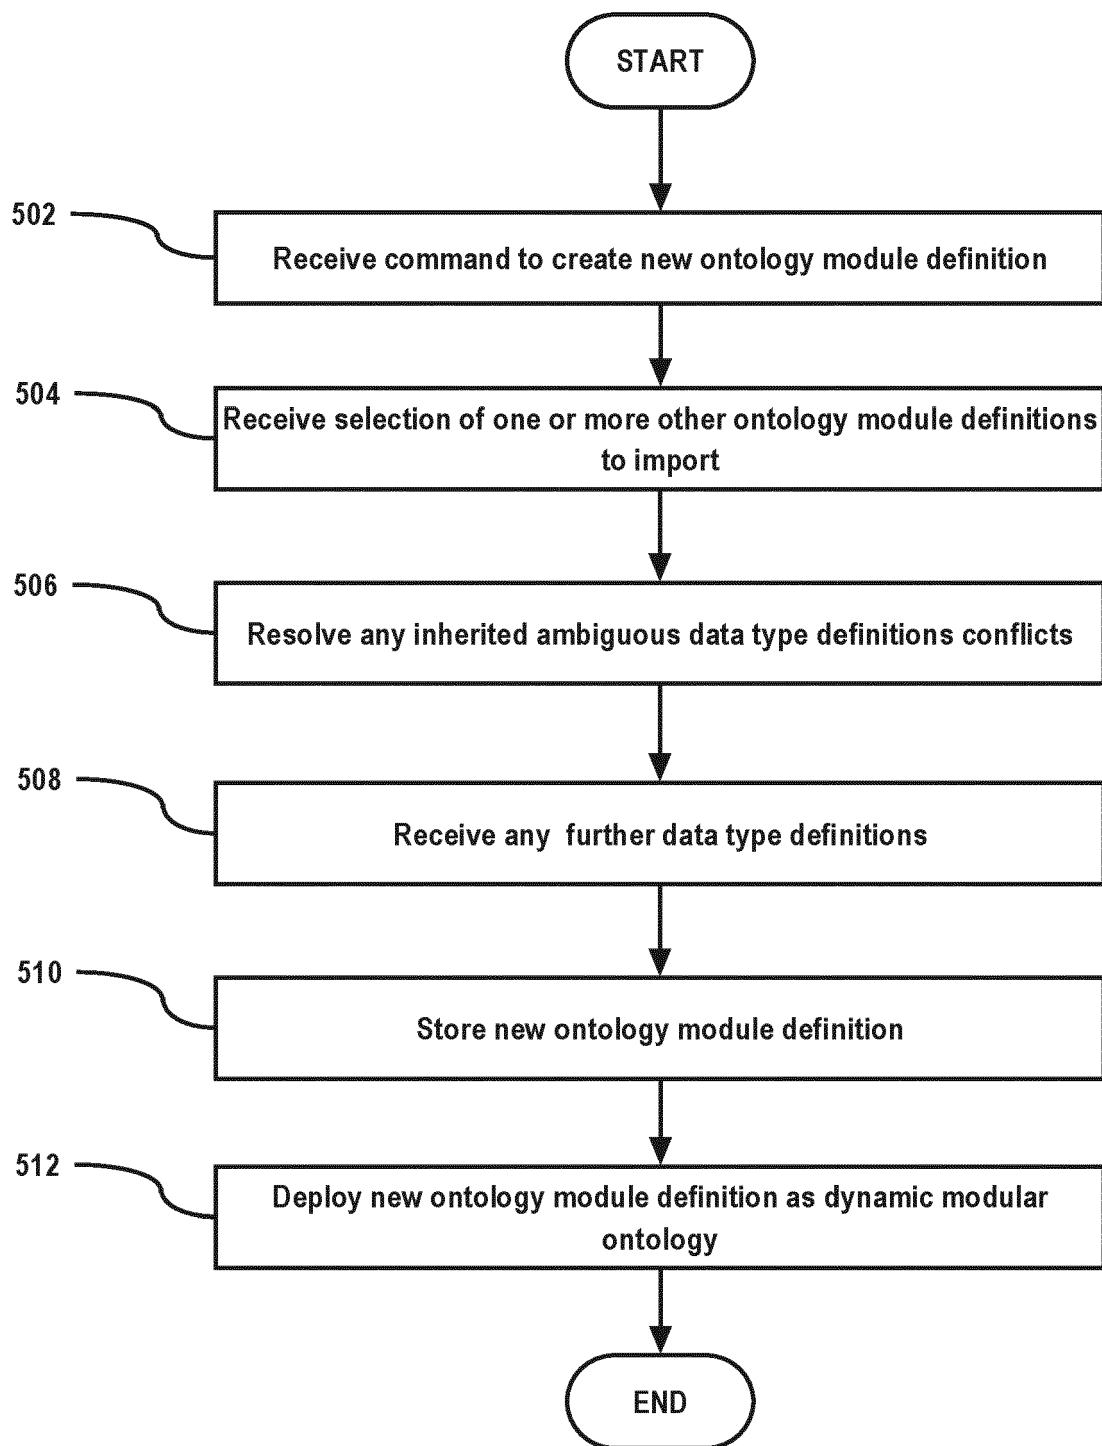 START
502
Receive command to create new ontology module definition
504
Receive selection of one or more other ontology module definitions
to import
506
Resolve any inherited ambiguous data type definitions conflicts
508
Receive any  further data type definitions
510
Store new ontology module definition
512
Deploy new ontology module definition as dynamic modular
ontology
END